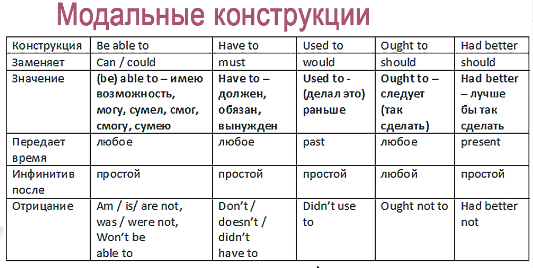 Модальные конструкции
Конструкция Be able to Have to Used to Ought to Had better
Заменяет Can / could must would should should
Значение (be) able to – имею Have to – Used to - Ought to – Had better
возможность, должен, (делал это) следует – лучше
могу, сумел, смог, обязан, раньше (так бы так
смогу, сумею вынужден сделать) сделать
Передает любое любое past любое present
время
Инфинитив простой простой простой любой простой
после
Отрицание Am / is/ are not, Don’t / Didn’t use Ought not to Had better
was / were not, doesn’t / to not
Won’t be didn’t
able to have to